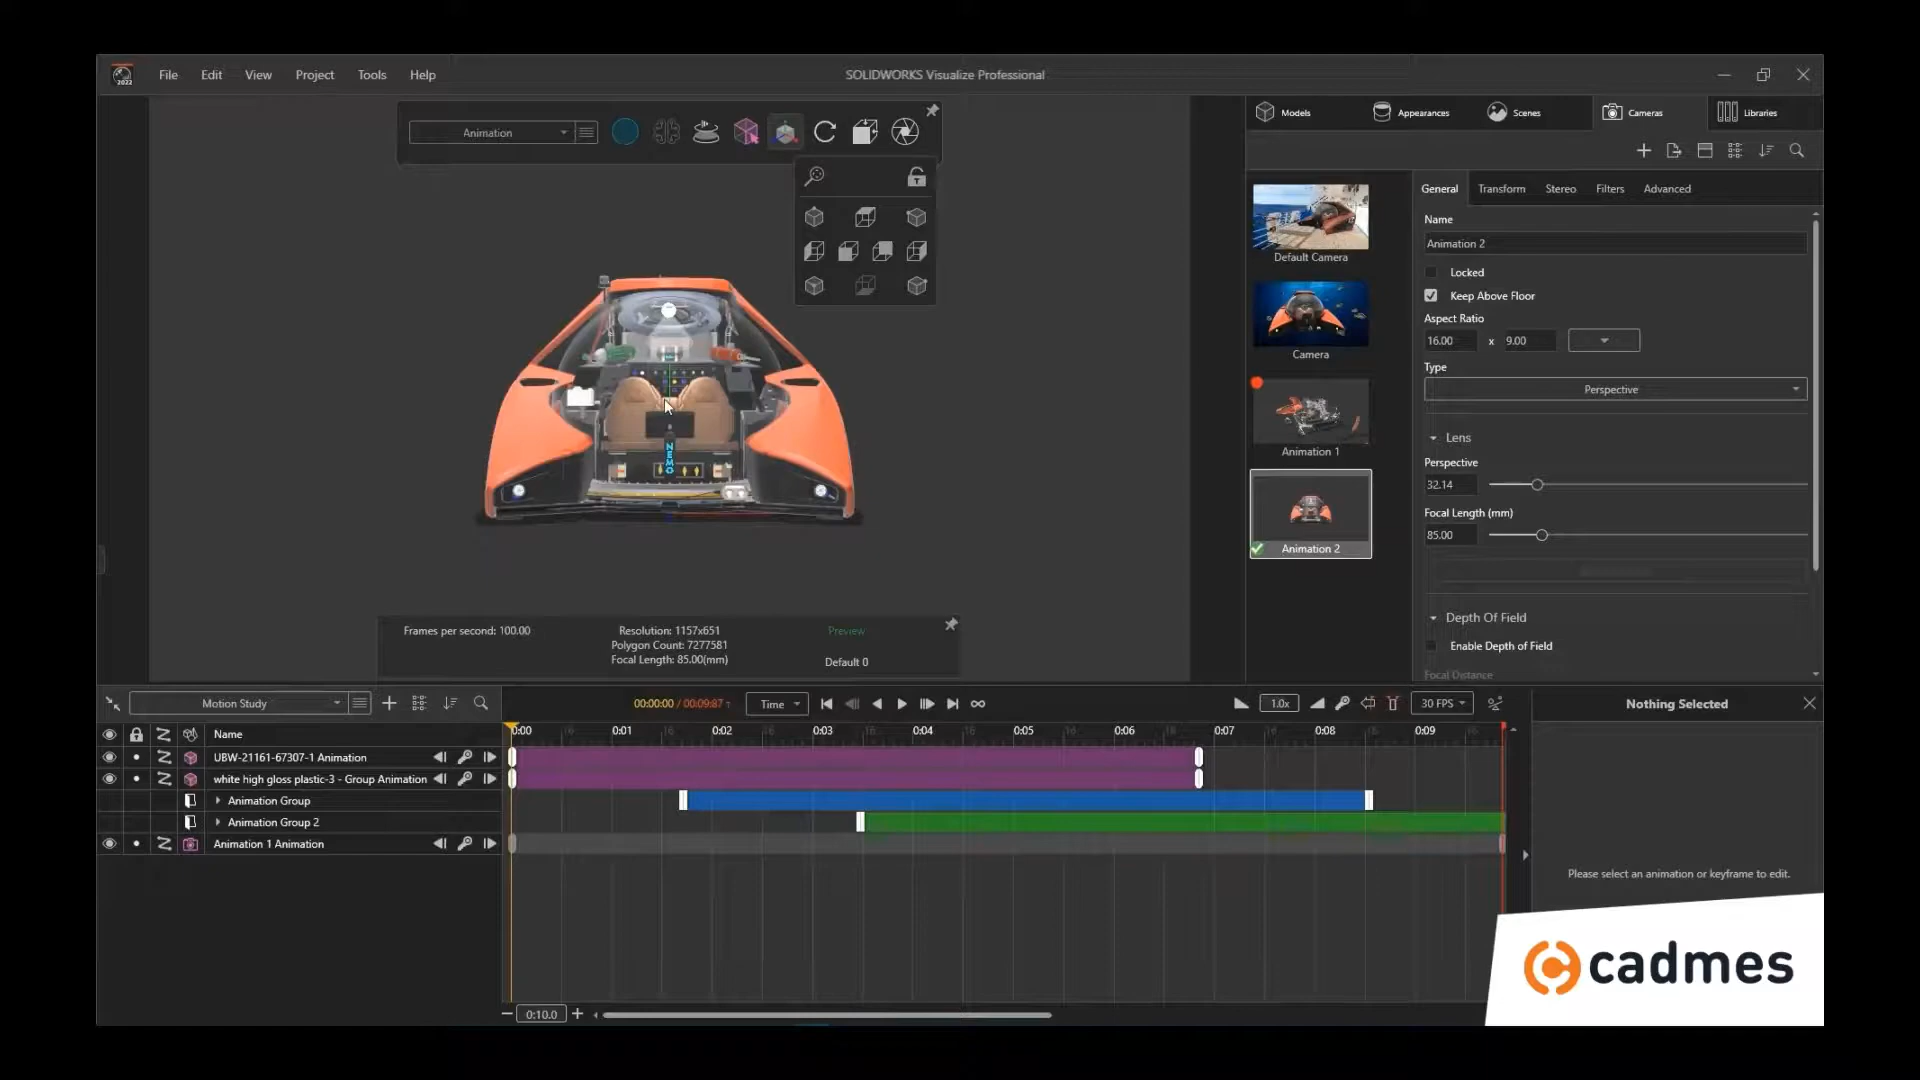 2022
File Edit View Project Tools Help
SOLIDWORKS Visualize Professional
Animation
Models
Appearances
Scenes
Cameras
Libraries
General Transform Stereo Filters Advanced
Name
Animation 2
Locked
Keep Above Floor
Aspect Ratio
16.00 x 9.00
Type
Perspective
Lens
Perspective
32.14
Focal Length (mm)
85.00
Depth Of Field
Enable Depth of Field
Focal Distance
Default Camera
Camera
Animation 1
Animation 2
NEMO
Frames per second: 100.00
Resolution: 1157x651
Polygon Count: 7277581
Focal Length: 85.00(mm)
Preview
Default 0
Motion Study
00:00:00 / 00:09:87
Time
1.0x
30 FPS
Nothing Selected
Name
0:00 0:01 0:02 0:03 0:04 0:05 0:06 0:07 0:08 0:09
UBW-21161-67307-1 Animation
white high gloss plastic-3 - Group Animation
Animation Group
Animation Group 2
Animation 1 Animation
Please select an animation or keyframe to edit.
0:10.0
cadmes